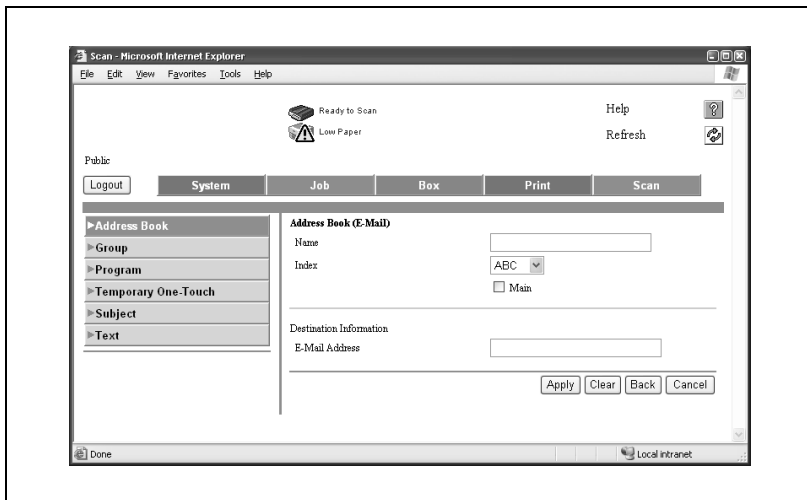 Scan - Microsoft Internet Explorer
File Edit View Favorites Tools Help
Ready to Scan
Help
Low Paper
Refresh
Public
Logout System Job Box Print Scan
Address Book
Group
Program
Temporary One-Touch
Subject
Text
Address Book (E-Mail)
Name
Index ABC
Main
Destination Information
E-Mail Address
Apply Clear Back Cancel
Done Local intranet